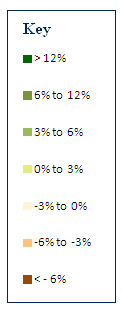 Key
> 12%
6% to 12%
3% to 6%
0% to 3%
-3% to 0%
-6% to -3%
< - 6%